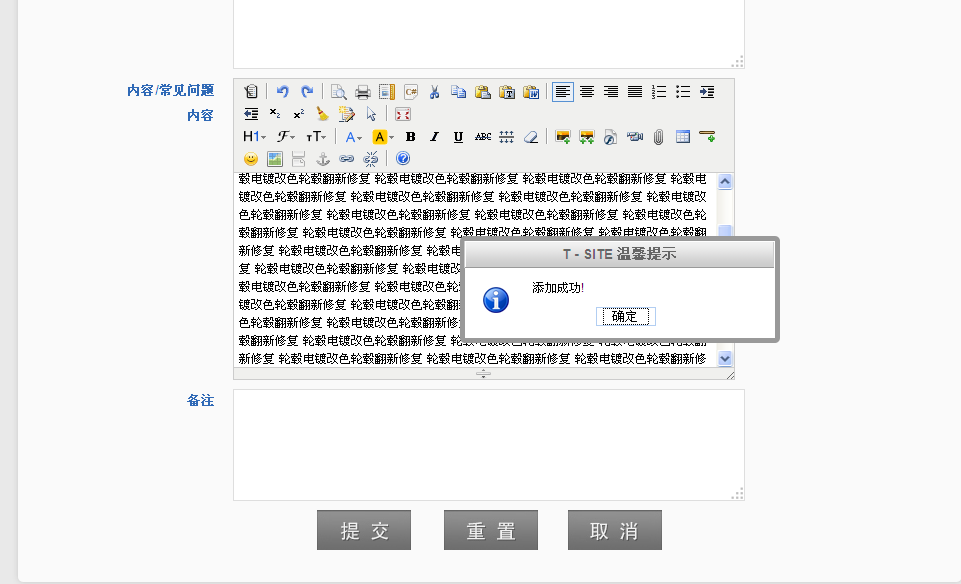 内容/常见问题
内容
H1 F TT A A B I U ABC
毂电镀改色轮毂翻新修复 轮毂电镀改色轮毂翻新修复 轮毂电镀改色轮毂翻新修复 轮毂电
镀改色轮毂翻新修复 轮毂电镀改色轮毂翻新修复 轮毂电镀改色轮毂翻新修复 轮毂电镀改
色轮毂翻新修复 轮毂电镀改色轮毂翻新修复 轮毂电镀改色轮毂翻新修复 轮毂电镀改色轮
毂翻新修复 轮毂电镀改色轮毂翻新修复 轮毂电镀改色轮毂翻新修复 轮毂电镀改色轮毂翻
新修复 轮毂电镀改色轮毂翻新修复 轮毂
复 轮毂电镀改色轮毂翻新修复 轮毂电镀
T - SITE 温馨提示
毂电镀改色轮毂翻新修复 轮毂电镀改色
添加成功!
镀改色轮毂翻新修复 轮毂电镀改色轮毂
确定
色轮毂翻新修复 轮毂电镀改色轮毂翻新
毂翻新修复 轮毂电镀改色轮毂翻新修复 轮毂电镀改色轮毂翻新修复 轮毂电镀改色轮毂翻
新修复 轮毂电镀改色轮毂翻新修复 轮毂电镀改色轮毂翻新修复 轮毂电镀改色轮毂翻新修
备注
提 交
重 置
取 消